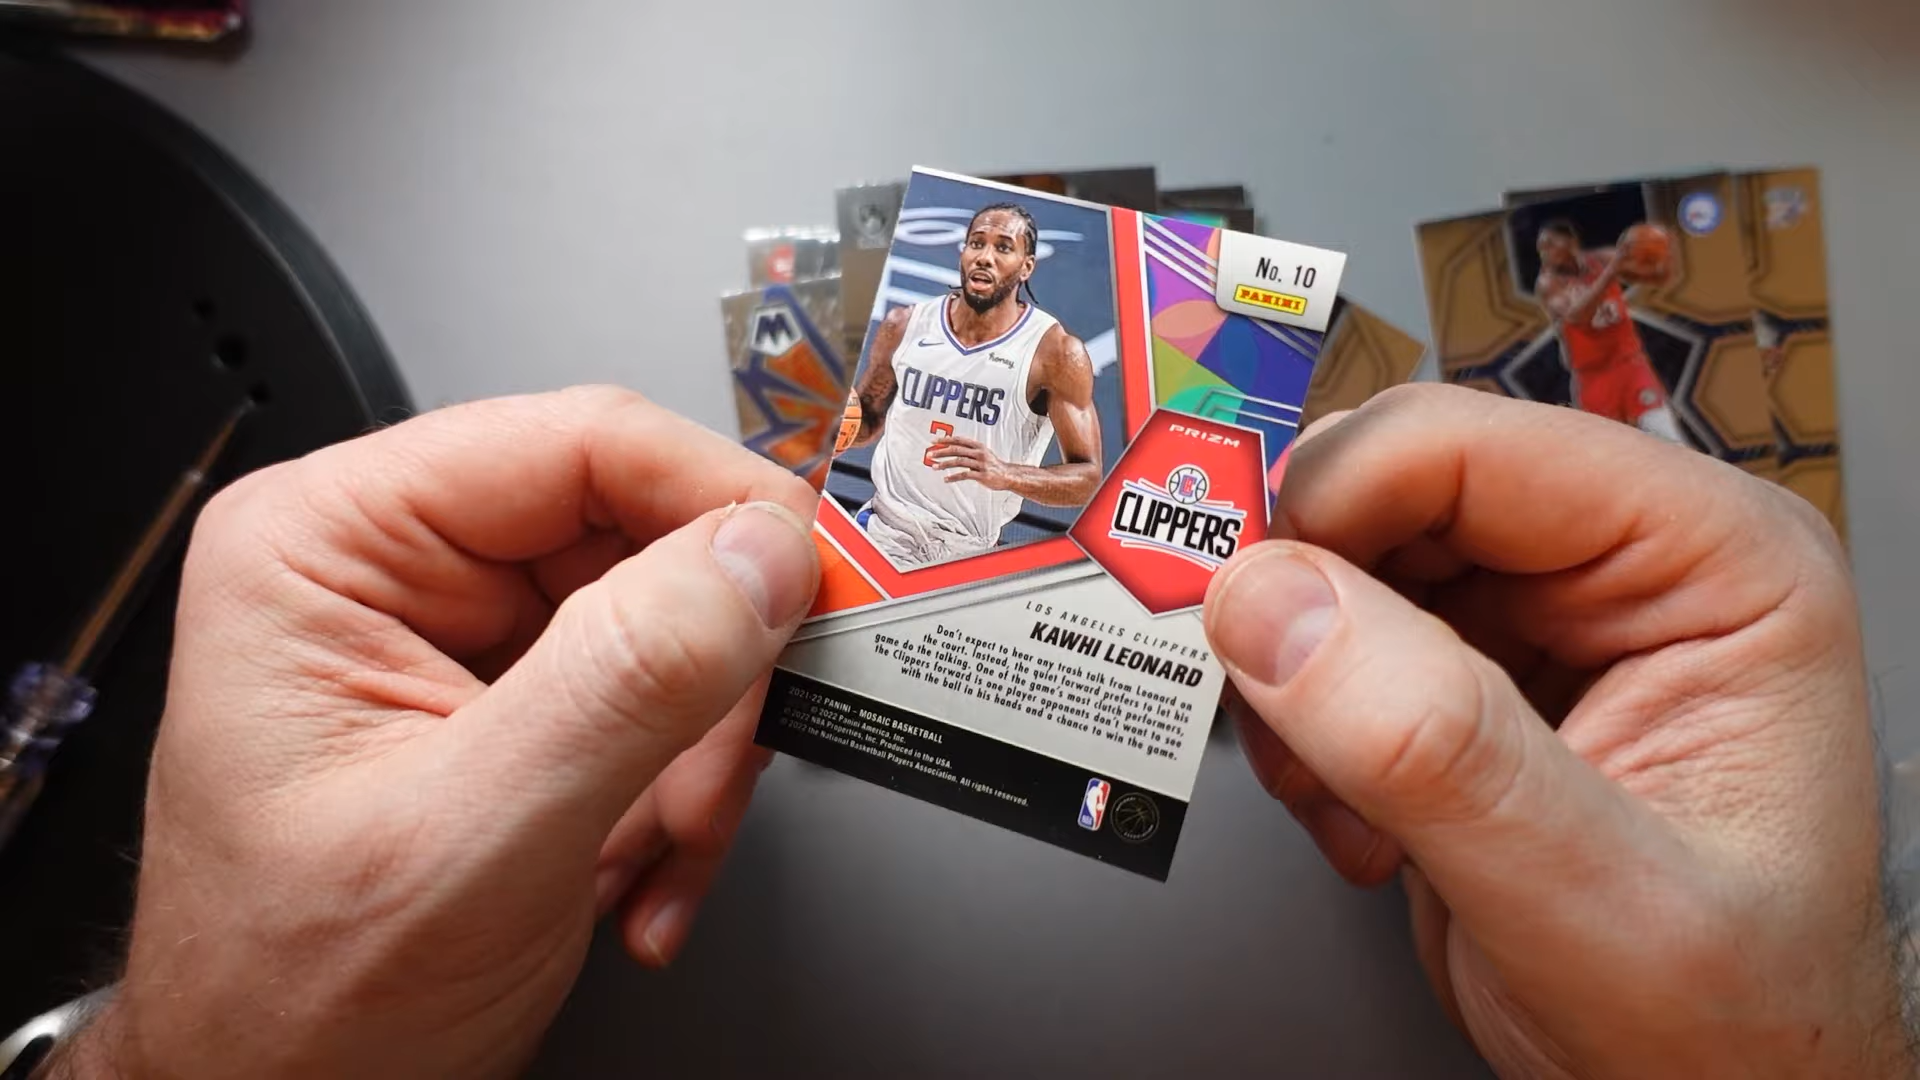 No. 10
PANINI
honey
CLIPPERS
2
PRIZM
CLIPPERS
LOS ANGELES CLIPPERS
KAWHI LEONARD
Don't expect to hear any trash talk from Leonard on
the court. Instead, the quiet forward prefers to let his
game do the talking. One of the game's most clutch performers,
the Clippers forward is one player opponents don't want to see
with the ball in his hands and a chance to win the game.
2021-22 PANINI - MOSAIC BASKETBALL
© 2022 Panini America, Inc.
© 2022 NBA Properties, Inc. Produced in the USA.
© 2022 the National Basketball Players Association. All rights reserved.
NBA